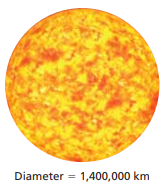 Diameter = 1,400,000 km